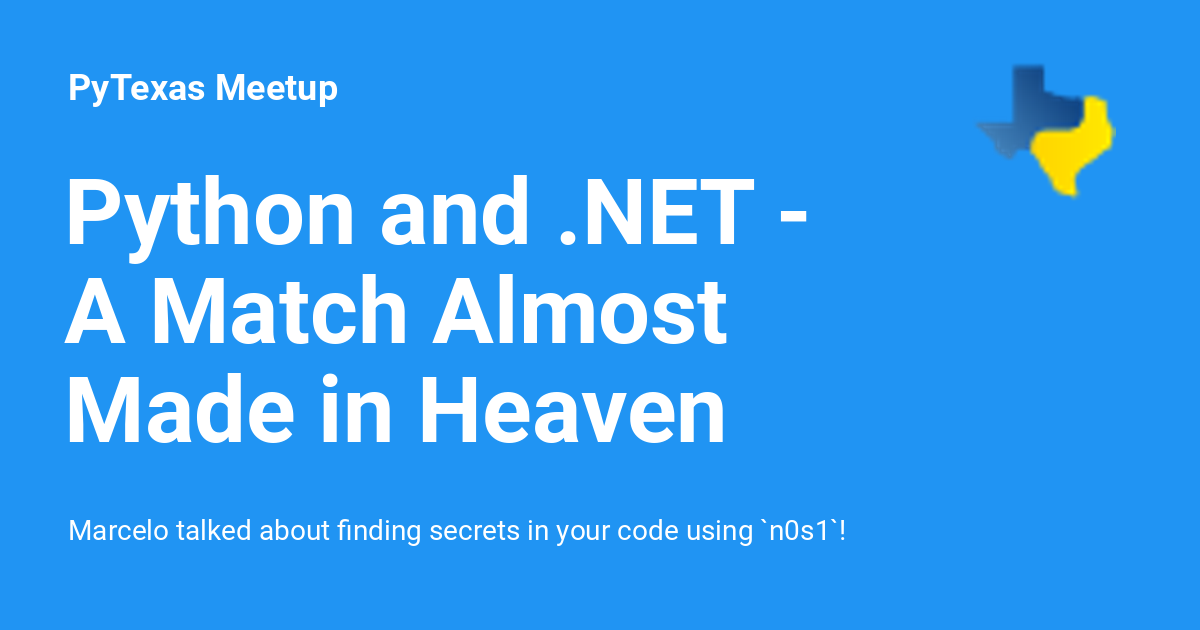 PyTexas Meetup
Python and .NET -
A Match Almost
Made in Heaven
Marcelo talked about finding secrets in your code using `n0s1`!